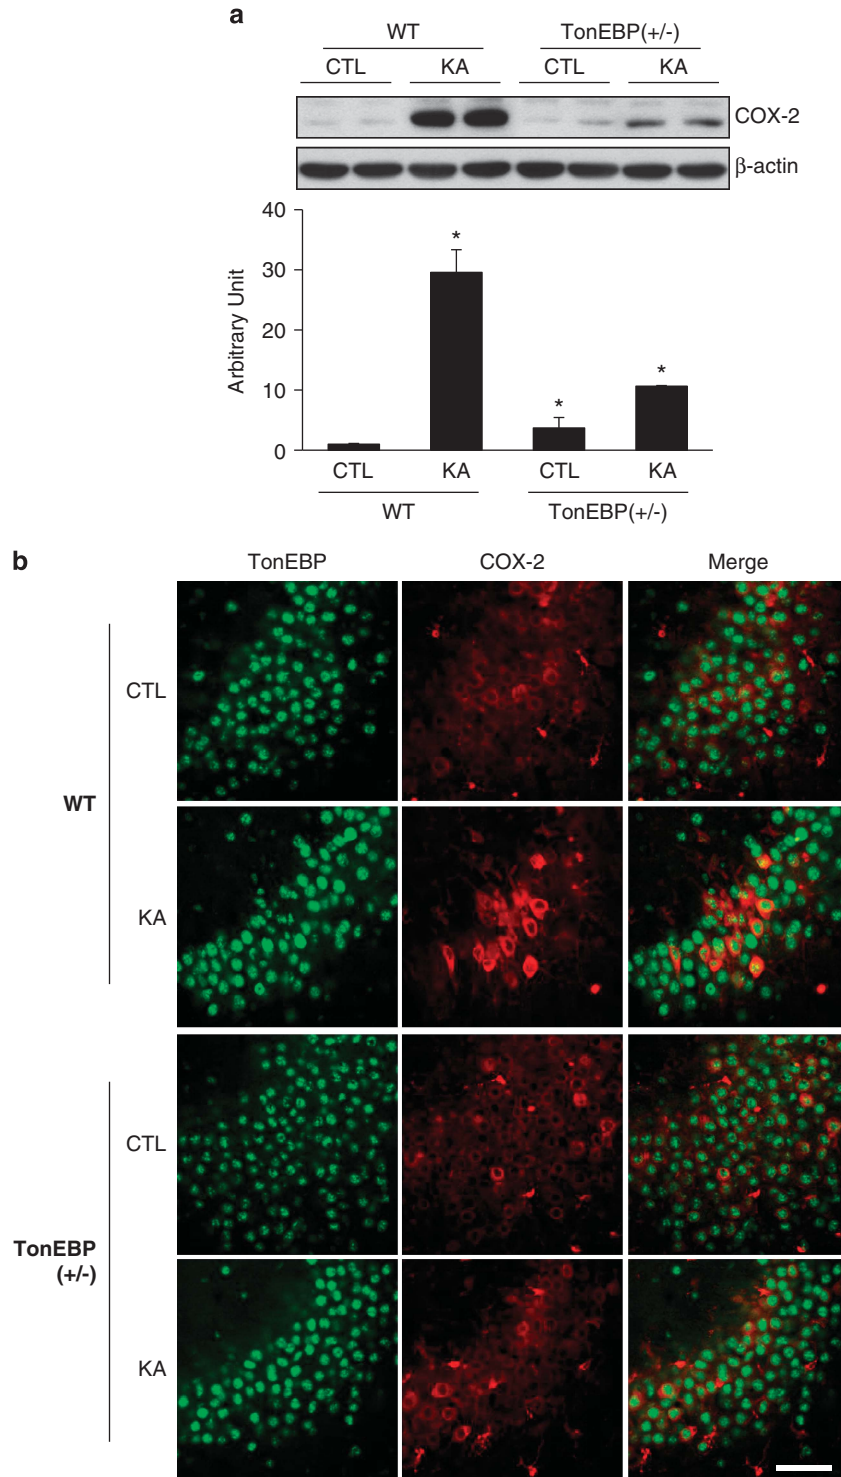 a
WT TonEBP(+/-)
CTL KA CTL KA
COX-2
β-actin
40
30
20
10
0
Arbitrary Unit
*
*
*
CTL KA CTL KA
WT TonEBP(+/-)
b
TonEBP COX-2 Merge
CTL
WT
KA
CTL
TonEBP
(+/-)
KA